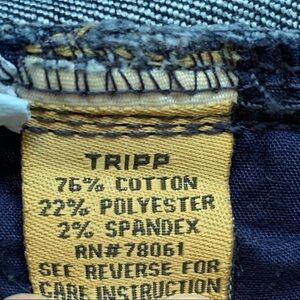 TRIPP
76% COTTON
22% POLYESTER
2% SPANDEX
RN#78061
SEE REVERSE FOR
CARE INSTRUCTION